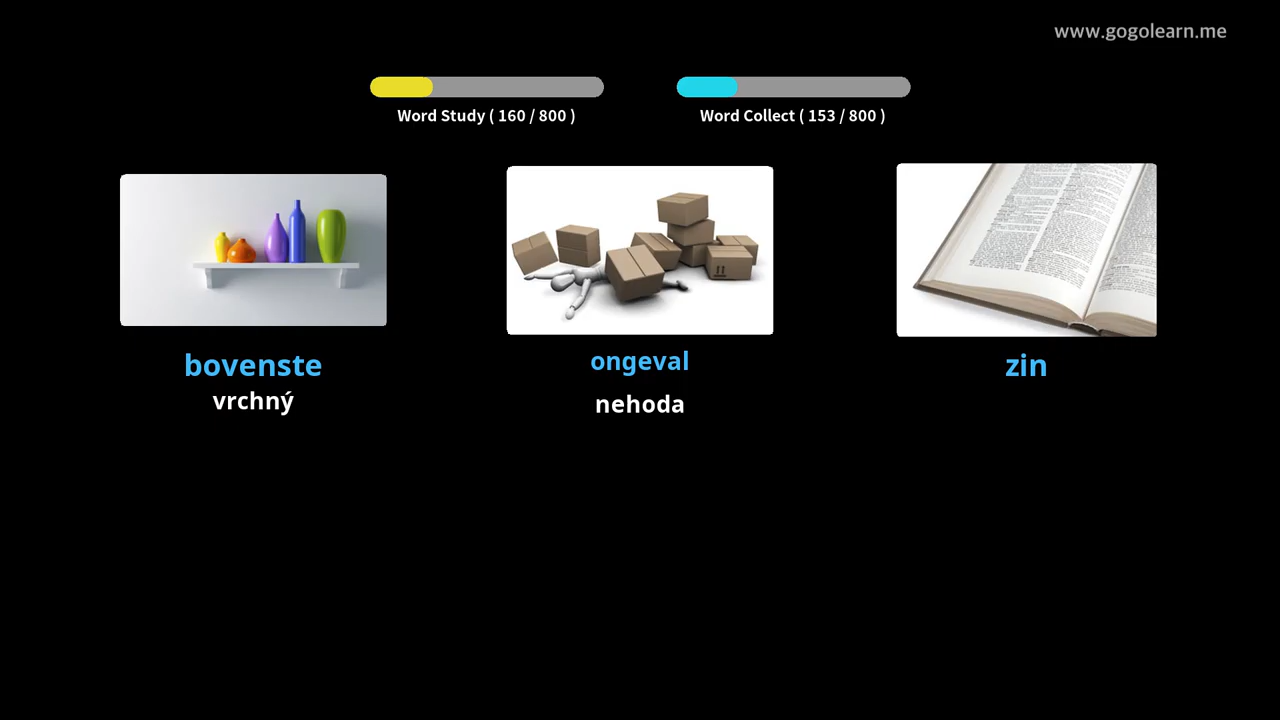 www.gogolearn.me
Word Study ( 160 / 800 )
Word Collect ( 153 / 800 )
bovenste
vrchný
ongeval
nehoda
zin